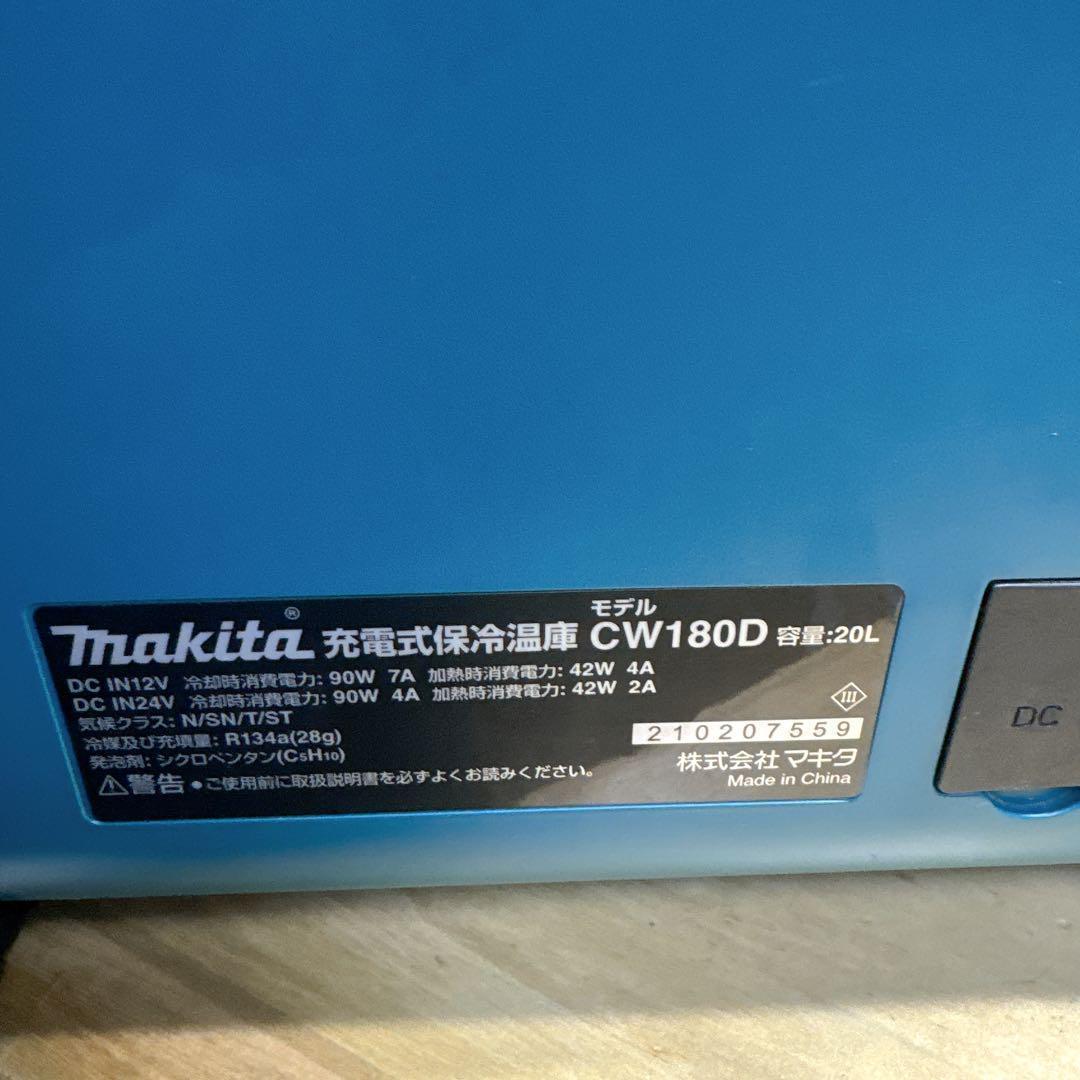 makita® 充電式保冷温庫 モデル CW180D 容量:20L
DC IN12V 冷却時消費電力: 90W 7A 加熱時消費電力: 42W 4A
DC IN24V 冷却時消費電力: 90W 4A 加熱時消費電力: 42W 2A
気候クラス: N/SN/T/ST
冷媒及び充填量: R134a(28g)
発泡剤: シクロペンタン(C5H10)
⚠警告 ●ご使用前に取扱説明書を必ずよくお読みください。
III
210207559
株式会社 マキタ
Made in China
DC